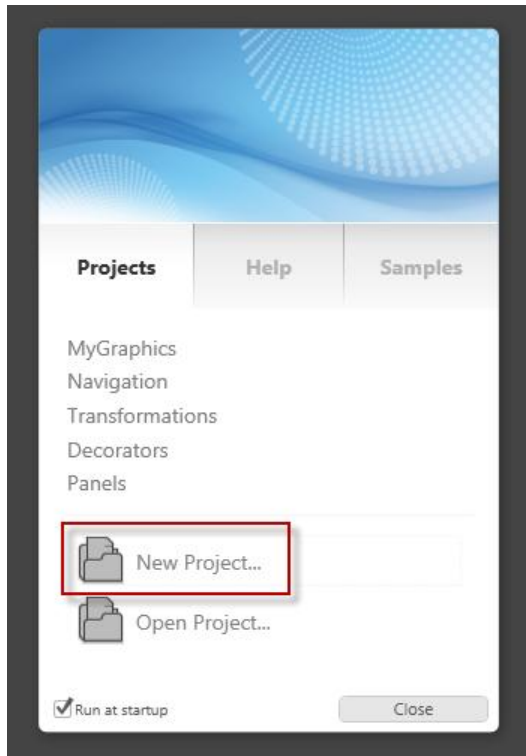 Projects Help Samples
MyGraphics
Navigation
Transformations
Decorators
Panels
New Project...
Open Project...
Run at startup Close